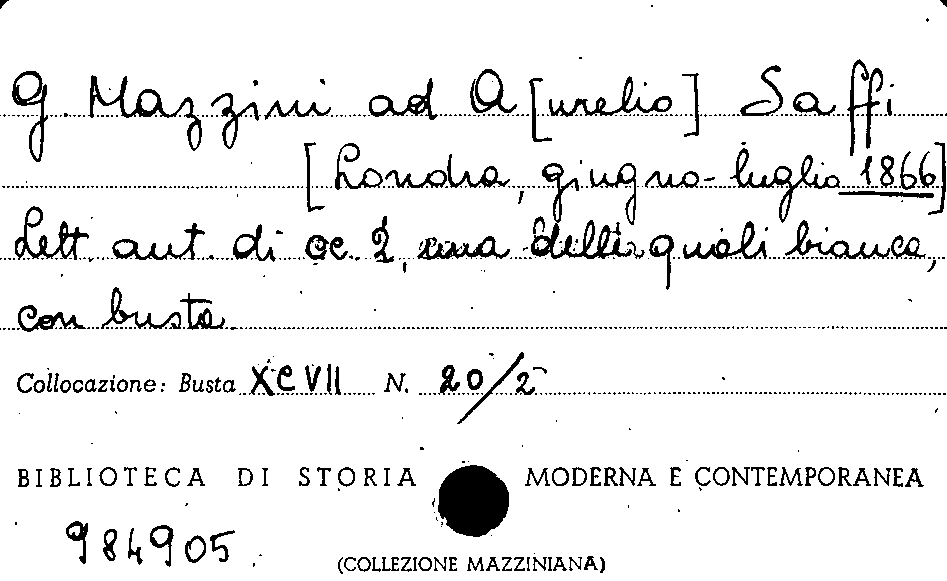 G. Mazzini ad A[urelio] Saffi
[Londra, giugno-luglio 1866]
Lett. aut. di cc. 2, una delle quali bianca,
con busta.
Collocazione: Busta XCVII N. 20/2
BIBLIOTECA DI STORIA MODERNA E CONTEMPORANEA
984905.
(COLLEZIONE MAZZINIANA)